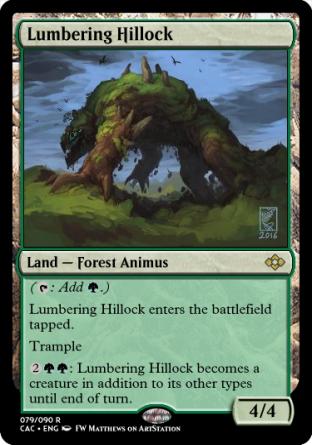 Lumbering Hillock
2016
Land — Forest Animus
(: Add .)
Lumbering Hillock enters the battlefield
tapped.
Trample
2 : Lumbering Hillock becomes a
creature in addition to its other types
until end of turn.
4/4
079/090 R
CAC • ENG FW Matthews on ArtStation